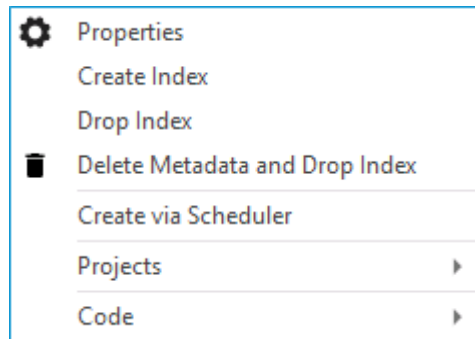 Properties
Create Index
Drop Index
Delete Metadata and Drop Index
Create via Scheduler
Projects
Code